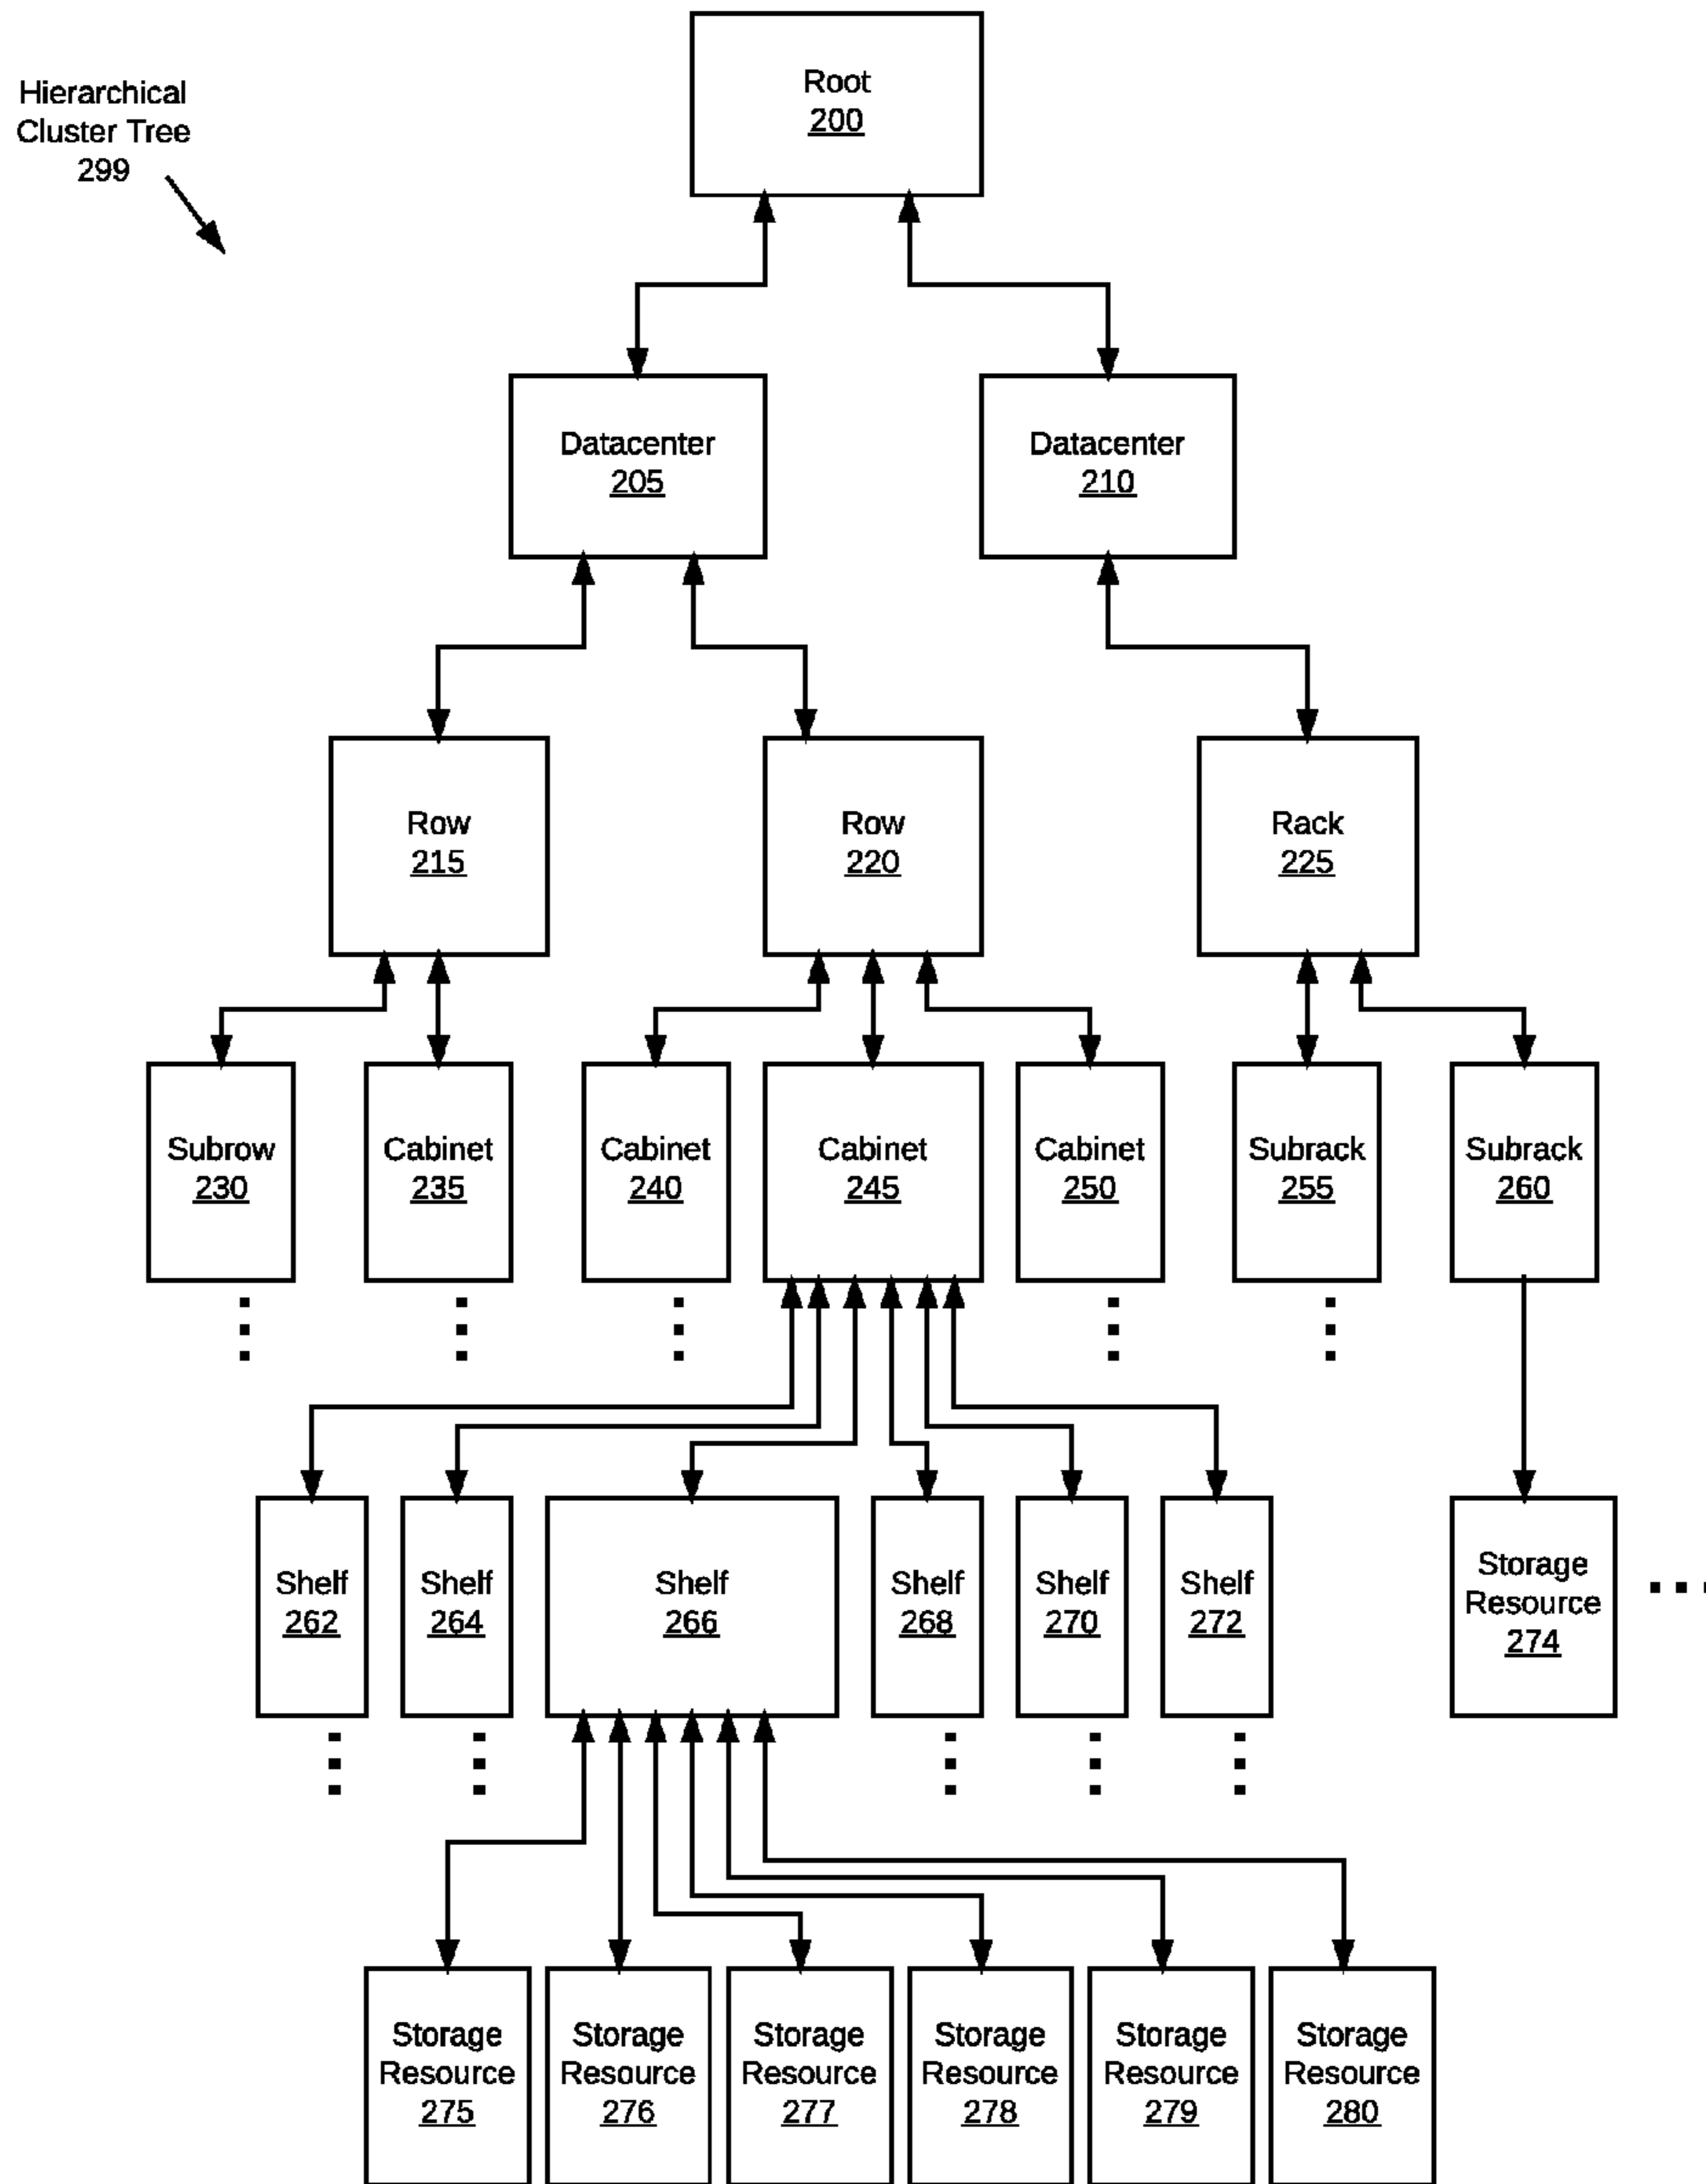 Hierarchical
Cluster Tree
299
Root
200
Datacenter
205
Datacenter
210
Row
215
Row
220
Rack
225
Subrow
230
Cabinet
235
Cabinet
240
Cabinet
245
Cabinet
250
Subrack
255
Subrack
260
Shelf
262
Shelf
264
Shelf
266
Shelf
268
Shelf
270
Shelf
272
Storage
Resource
274
Storage
Resource
275
Storage
Resource
276
Storage
Resource
277
Storage
Resource
278
Storage
Resource
279
Storage
Resource
280